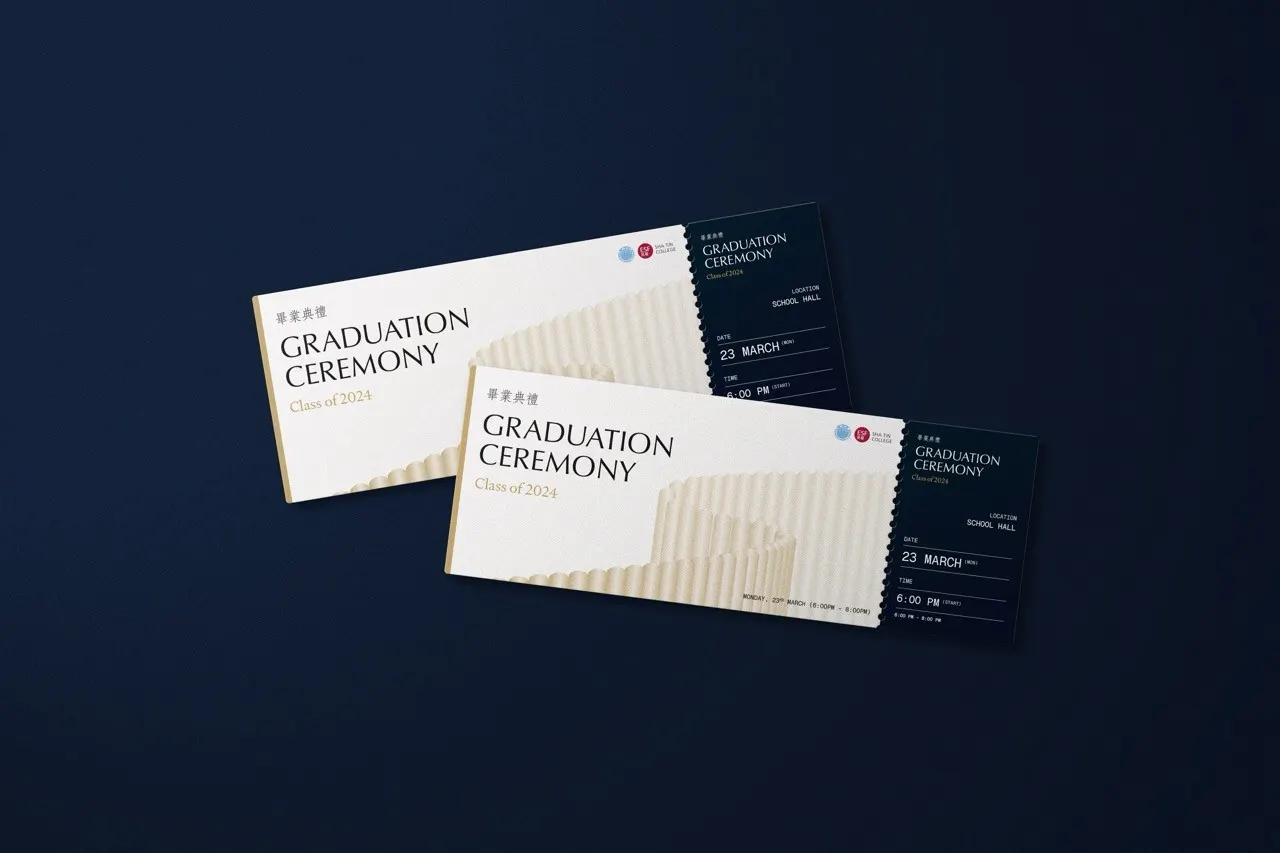 畢業典禮
GRADUATION
CEREMONY
Class of 2024
ESF
SHA TIN
COLLEGE
畢業典禮
GRADUATION
CEREMONY
Class of 2024
LOCATION
SCHOOL HALL
DATE
23 MARCH (MON)
TIME
6:00 PM (START)
畢業典禮
GRADUATION
CEREMONY
Class of 2024
ESF
SHA TIN
COLLEGE
MONDAY, 23RD MARCH (6:00PM - 8:00PM)
畢業典禮
GRADUATION
CEREMONY
Class of 2024
LOCATION
SCHOOL HALL
DATE
23 MARCH (MON)
TIME
6:00 PM (START)
6:00 PM - 8:00 PM